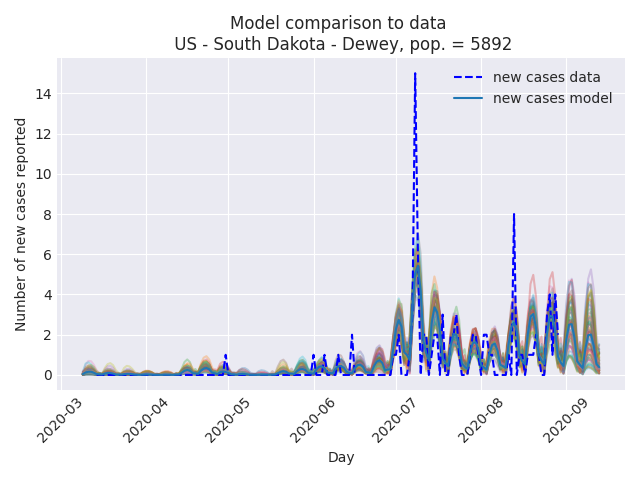 Model comparison to data
US - South Dakota - Dewey, pop. = 5892
new cases data
new cases model
Number of new cases reported
14
12
10
8
6
4
2
0
2020-03
2020-04
2020-05
2020-06
2020-07
2020-08
2020-09
Day